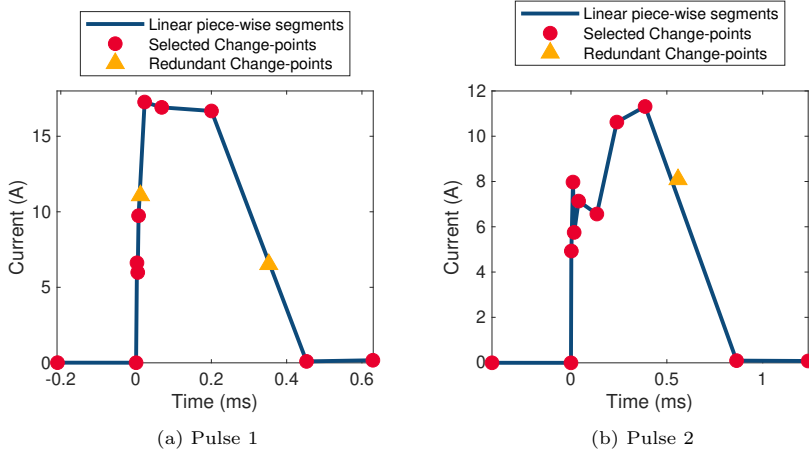 Linear piece-wise segments
Selected Change-points
Redundant Change-points
15
10
5
0
Current (A)
-0.2 0 0.2 0.4 0.6
Time (ms)
(a) Pulse 1
Linear piece-wise segments
Selected Change-points
Redundant Change-points
12
10
8
6
4
2
0
Current (A)
0 0.5 1
Time (ms)
(b) Pulse 2